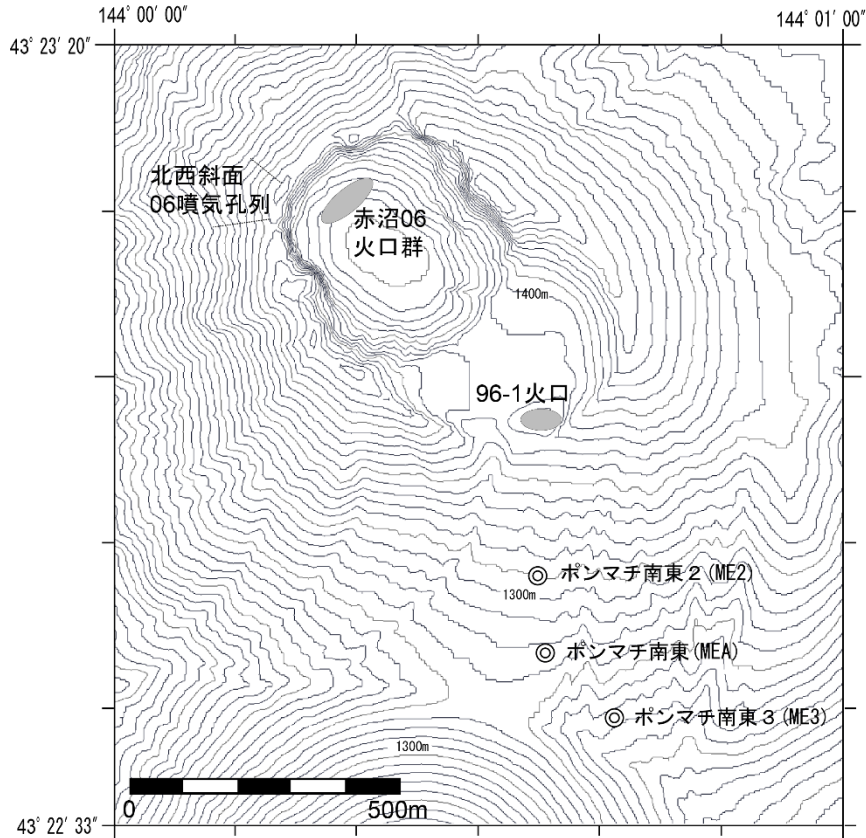 144° 00′ 00″
144° 01′ 00″
43° 23′ 20″
北西斜面
06噴気孔列
赤沼06
火口群
1400m
96-1火口
ポンマチ南東2(ME2)
1300m
ポンマチ南東(MEA)
ポンマチ南東3(ME3)
1300m
0
500m
43° 22′ 33″